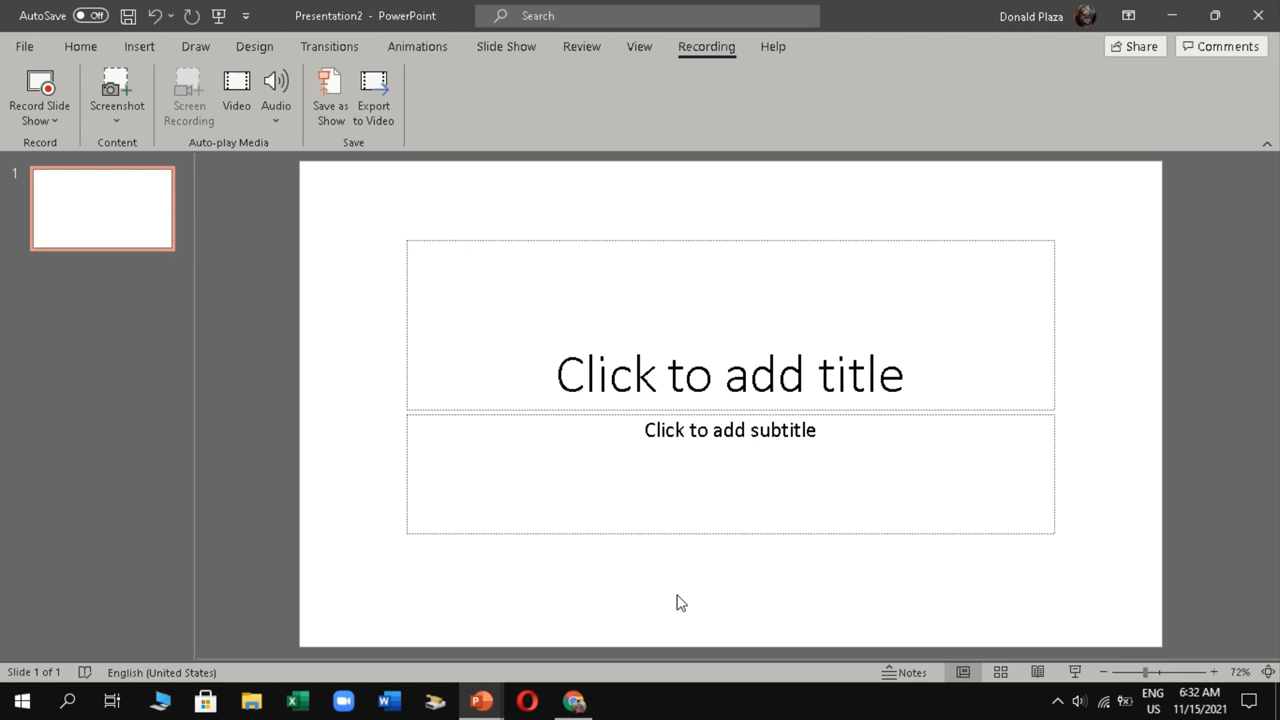 AutoSave Off Presentation2 - PowerPoint Search Donald Plaza
File Home Insert Draw Design Transitions Animations Slide Show Review View Recording Help Share Comments
Record Slide Show
Screenshot
Screen Recording
Video
Audio
Save as Show
Export to Video
Record Content Auto-play Media Save
1
Click to add title
Click to add subtitle
Slide 1 of 1 English (United States) Notes 72%
ENG 6:32 AM
US 11/15/2021